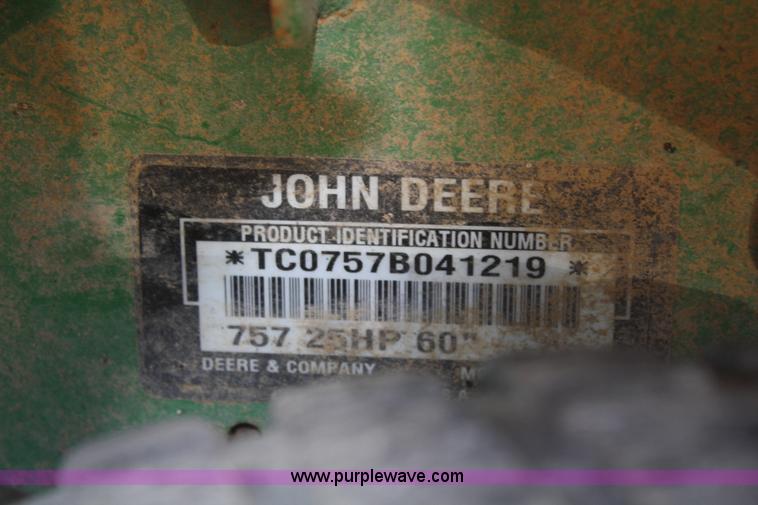 JOHN DEERE
PRODUCT IDENTIFICATION NUMBER
*TC0757B041219*
757 25HP 60"
DEERE & COMPANY
www.purplewave.com